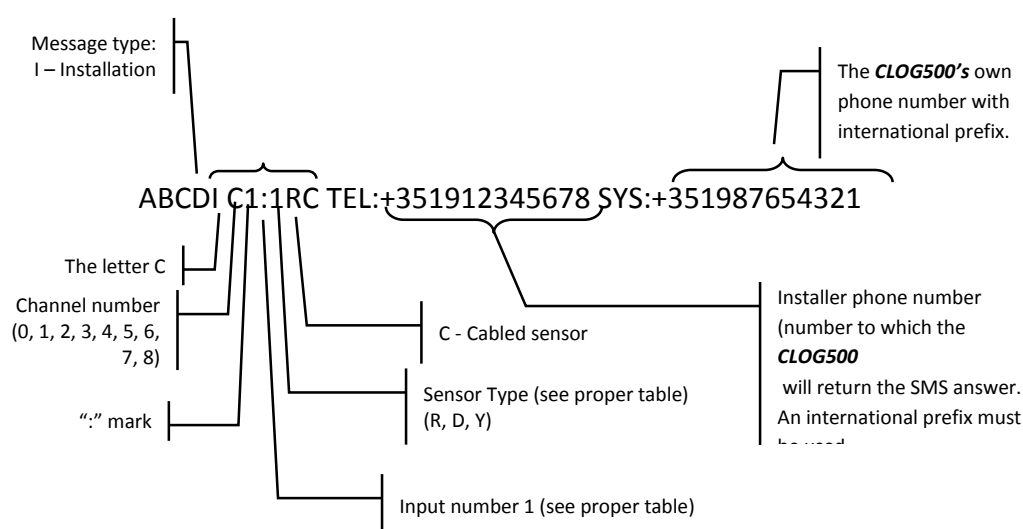 Message type:
I – Installation
The CLOG500's own
phone number with
international prefix.
ABCDI C1:1RC TEL:+351912345678 SYS:+351987654321
The letter C
Channel number
(0, 1, 2, 3, 4, 5, 6,
7, 8)
":" mark
C - Cabled sensor
Sensor Type (see proper table)
(R, D, Y)
Input number 1 (see proper table)
Installer phone number
(number to which the
CLOG500
will return the SMS answer.
An international prefix must